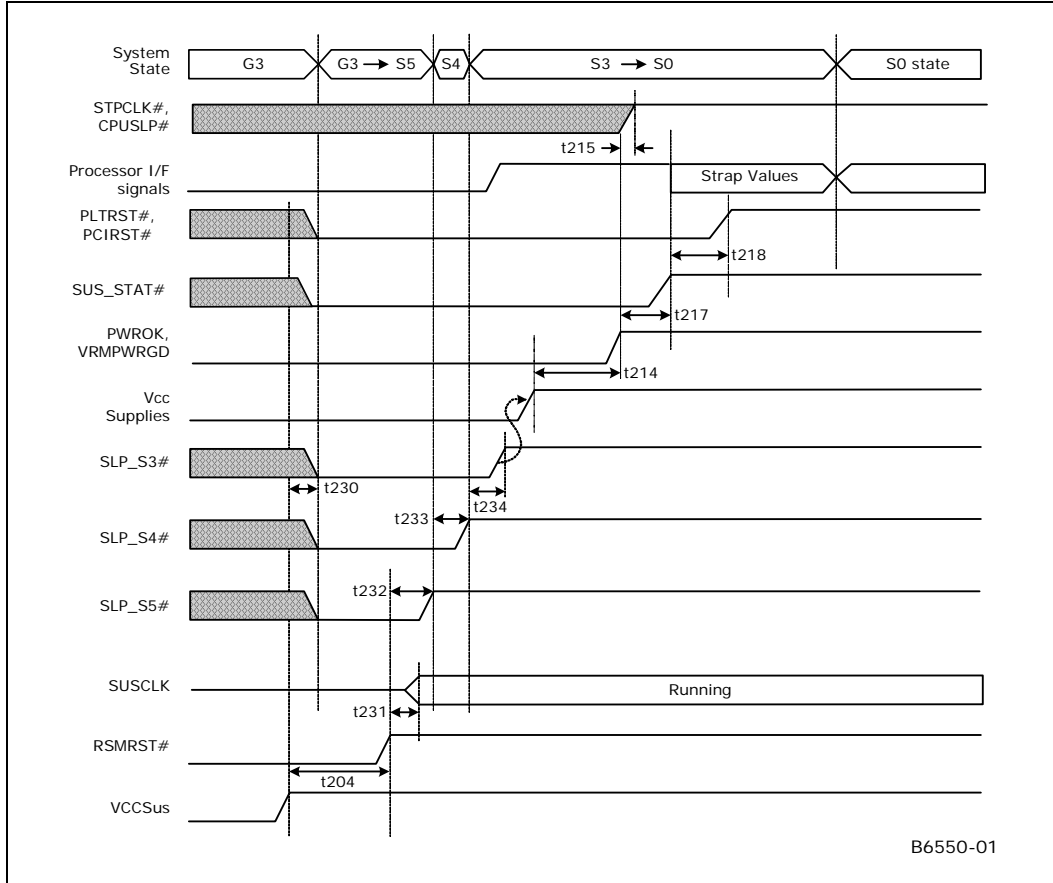 System
State
G3
G3 → S5
S4
S3 → S0
S0 state
STPCLK#,
CPUSLP#
t215
Processor I/F
signals
Strap Values
PLTRST#,
PCIRST#
t218
SUS_STAT#
t217
PWROK,
VRMPWRGD
t214
Vcc
Supplies
SLP_S3#
t230
t234
t233
SLP_S4#
t232
SLP_S5#
SUSCLK
Running
t231
RSMRST#
t204
VCCSus
B6550-01